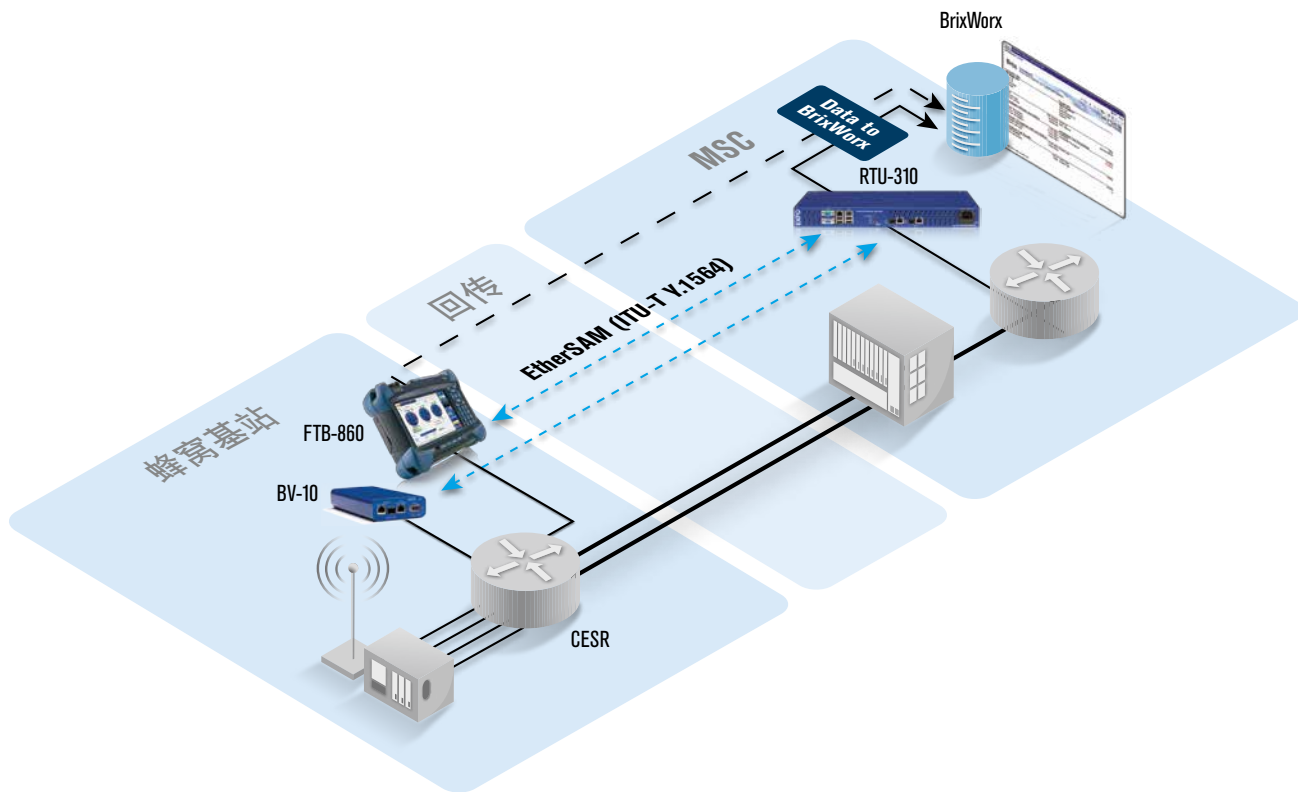 BrixWorx
Data to
BrixWorx
MSC
RTU-310
回传
EtherSAM (ITU-T Y.1564)
蜂窝基站
FTB-860
BV-10
CESR